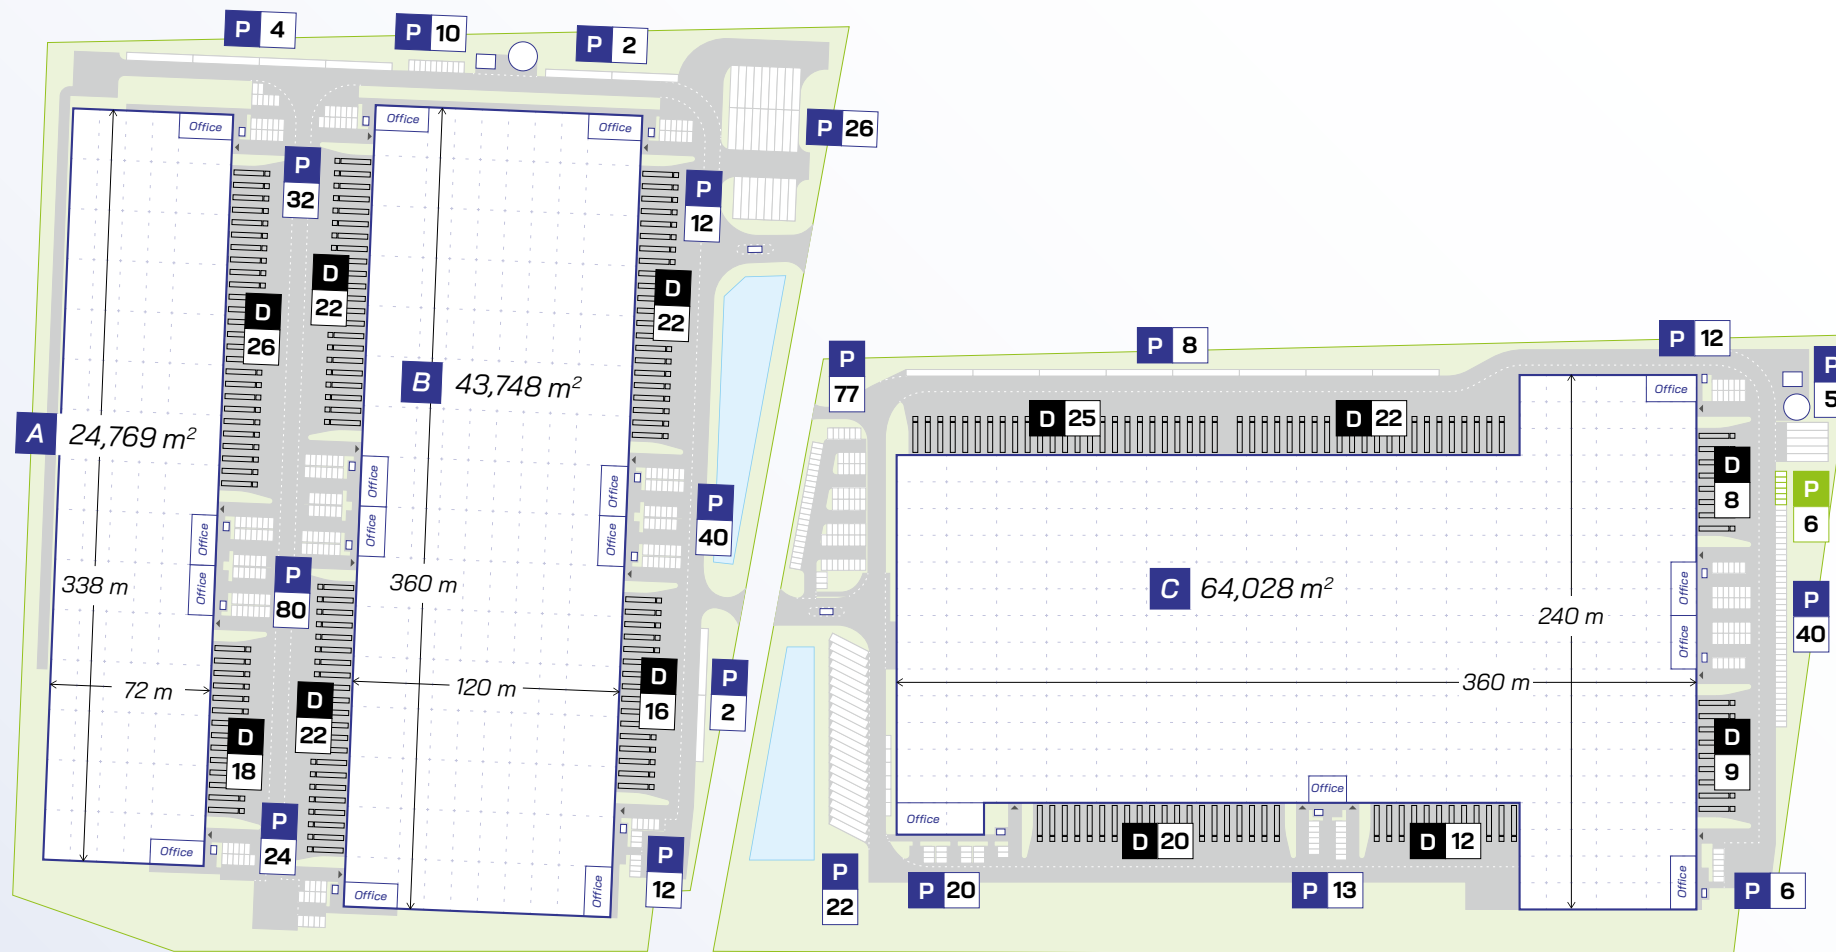 P 4
P 10
P 2
P 26
Office
Office
Office
P
32
P
12
D
22
D
26
D
22
A 24,769 m²
B 43,748 m²
Office
Office
Office
Office
Office
Office
P
40
338 m
360 m
P
80
72 m
120 m
D
22
D
16
P
2
D
18
P
24
Office
Office
Office
P
12
P
77
P 8
P 12
P
5
D 25
D 22
Office
D
8
P
6
C 64,028 m²
240 m
Office
Office
P
40
360 m
D
9
Office
Office
D 20
D 12
Office
P
22
P 20
P 13
P 6